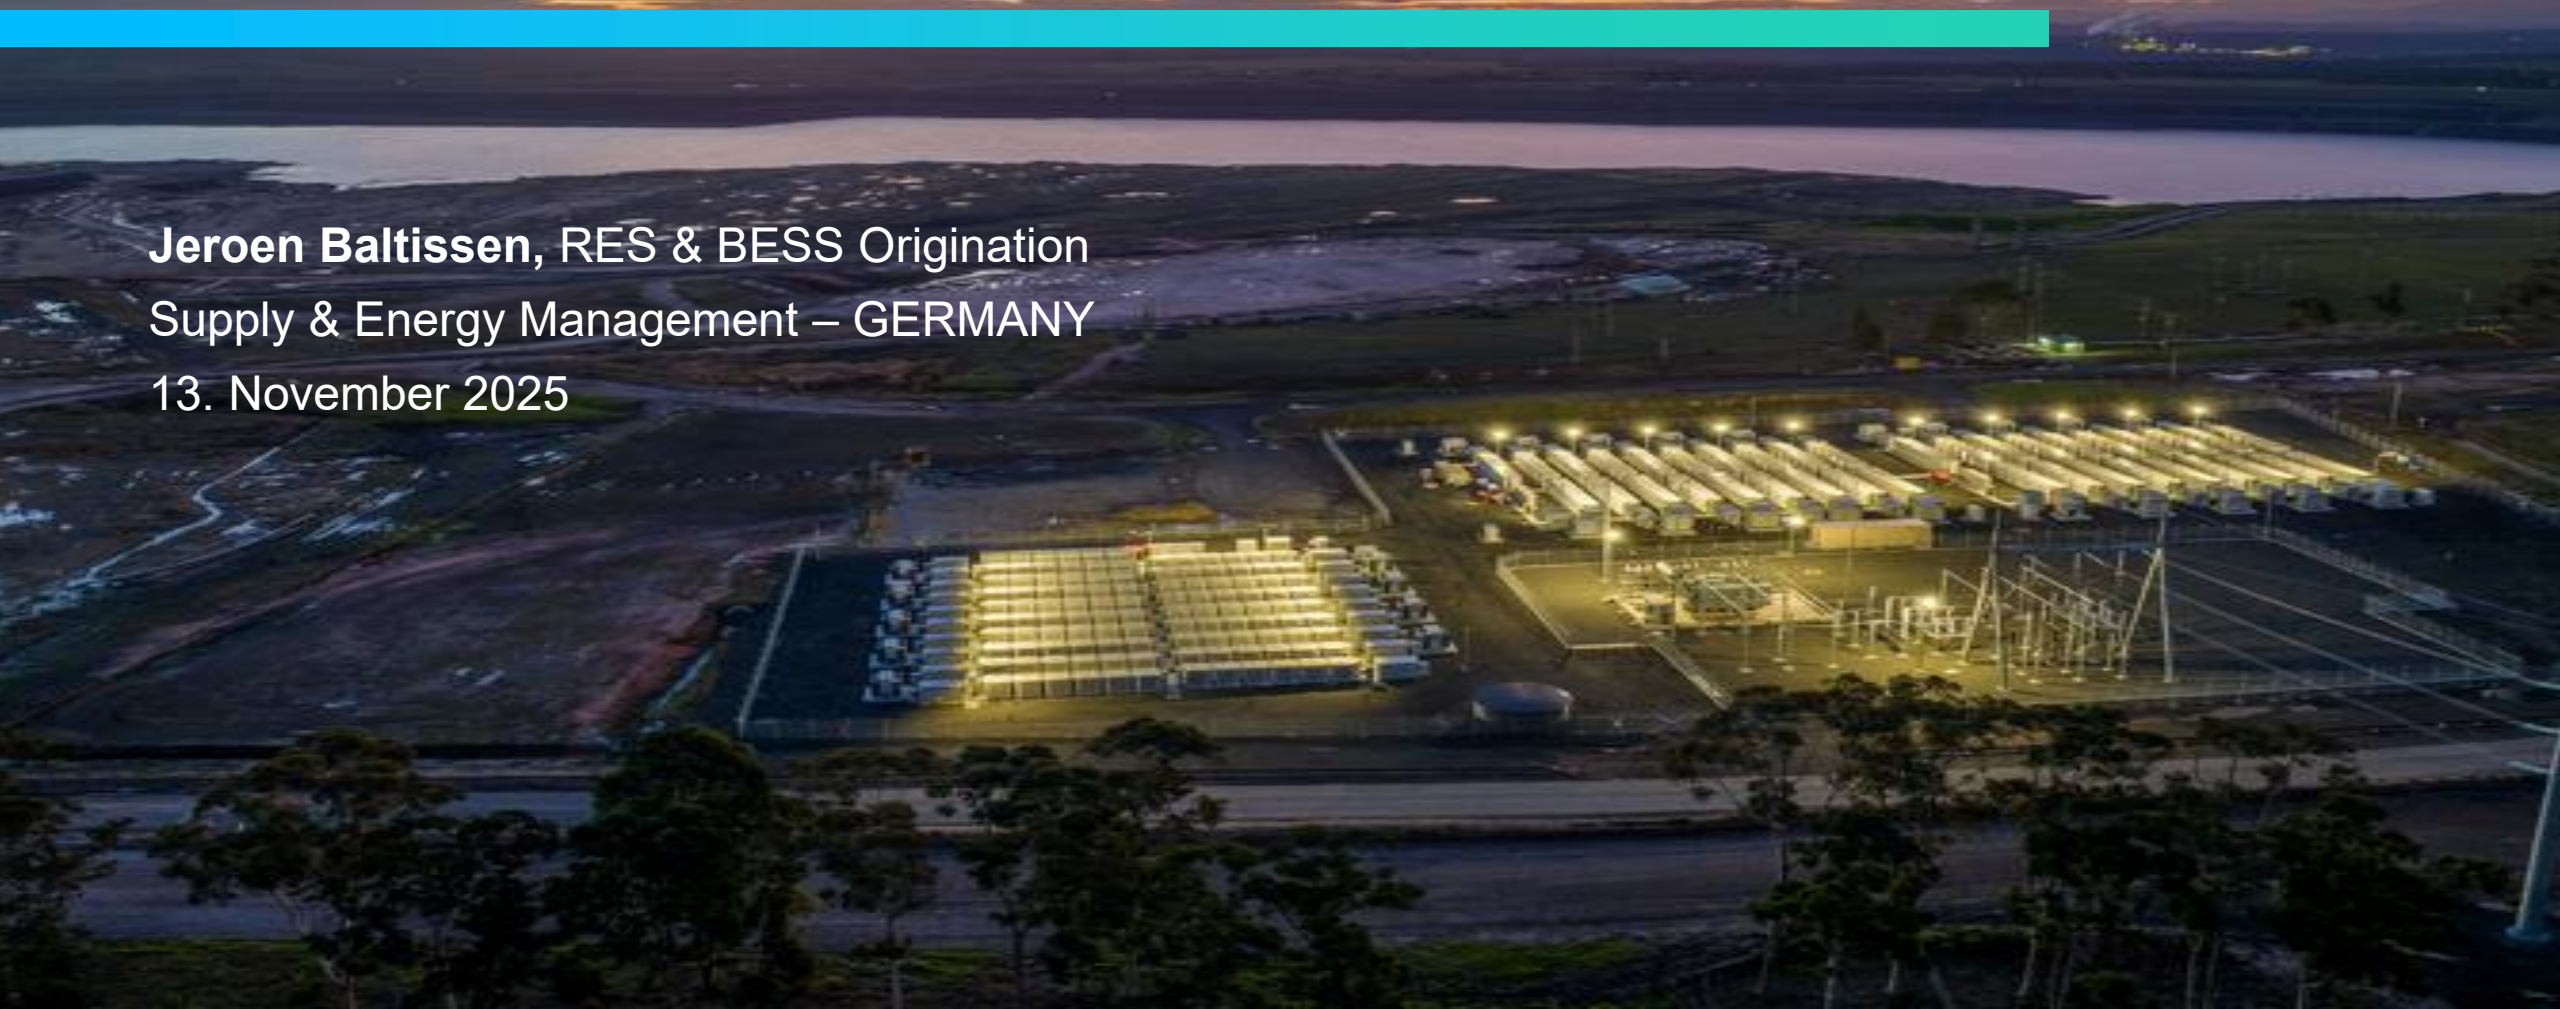 Jeroen Baltissen, RES & BESS Origination
Supply & Energy Management – GERMANY
13. November 2025